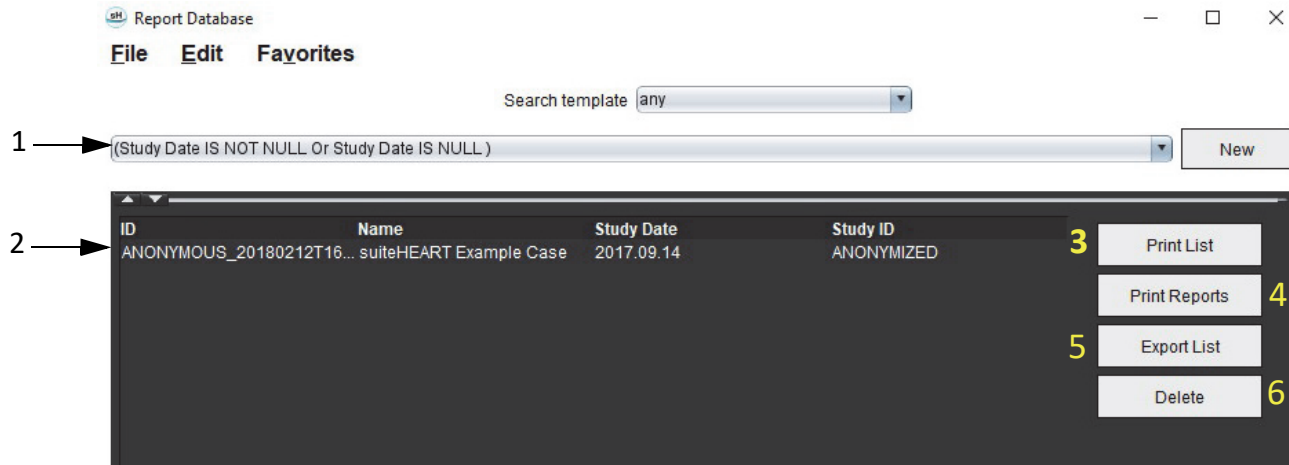 sH Report Database
File Edit Favorites
Search template any
1 (Study Date IS NOT NULL Or Study Date IS NULL ) New
ID Name Study Date Study ID
2 ANONYMOUS_20180212T16... suiteHEART Example Case 2017.09.14 ANONYMIZED
3 Print List
Print Reports 4
5 Export List
Delete 6